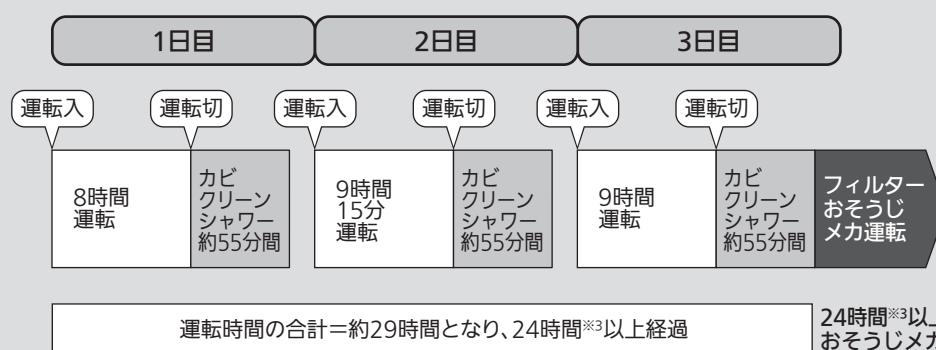 1日目
2日目
3日目
運転入
運転切
運転入
運転切
運転入
運転切
8時間
運転
カビ
クリーン
シャワー
約55分間
9時間
15分
運転
カビ
クリーン
シャワー
約55分間
9時間
運転
カビ
クリーン
シャワー
約55分間
フィルター
おそうじ
メカ運転
運転時間の合計=約29時間となり、24時間※3以上経過
24時間※3以上
おそうじメカ